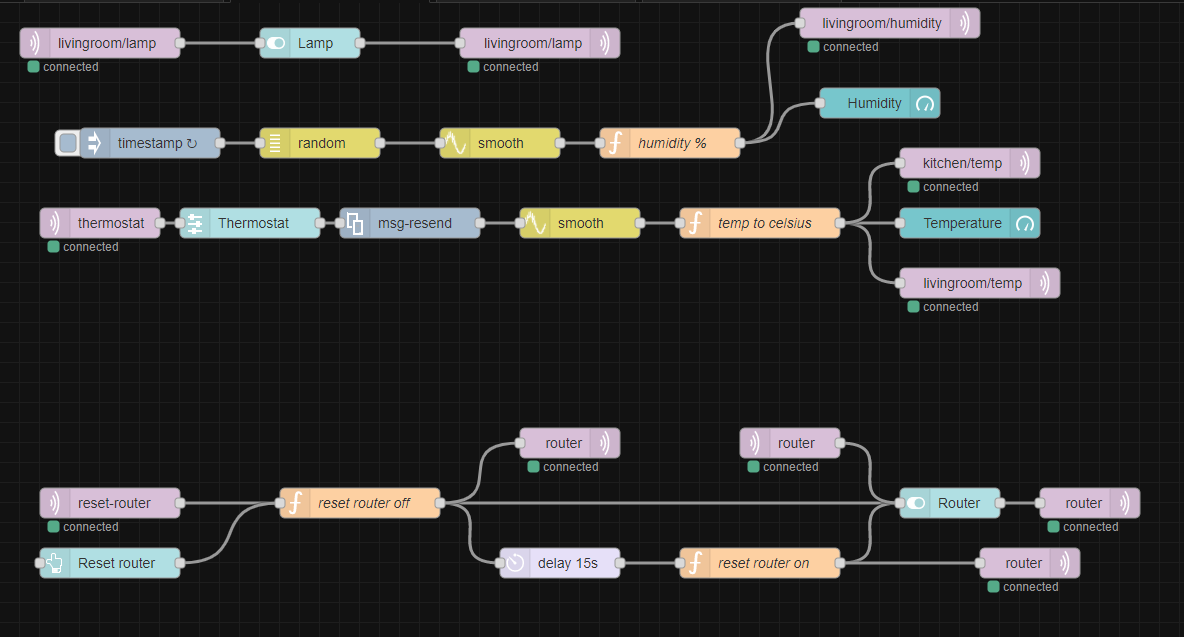 livingroom/lamp
connected
Lamp
livingroom/lamp
connected
livingroom/humidity
connected
Humidity
timestamp ↻
random
smooth
humidity %
kitchen/temp
connected
thermostat
connected
Thermostat
msg-resend
smooth
temp to celsius
Temperature
livingroom/temp
connected
router
connected
router
connected
reset-router
connected
reset router off
Router
router
connected
Reset router
delay 15s
reset router on
router
connected